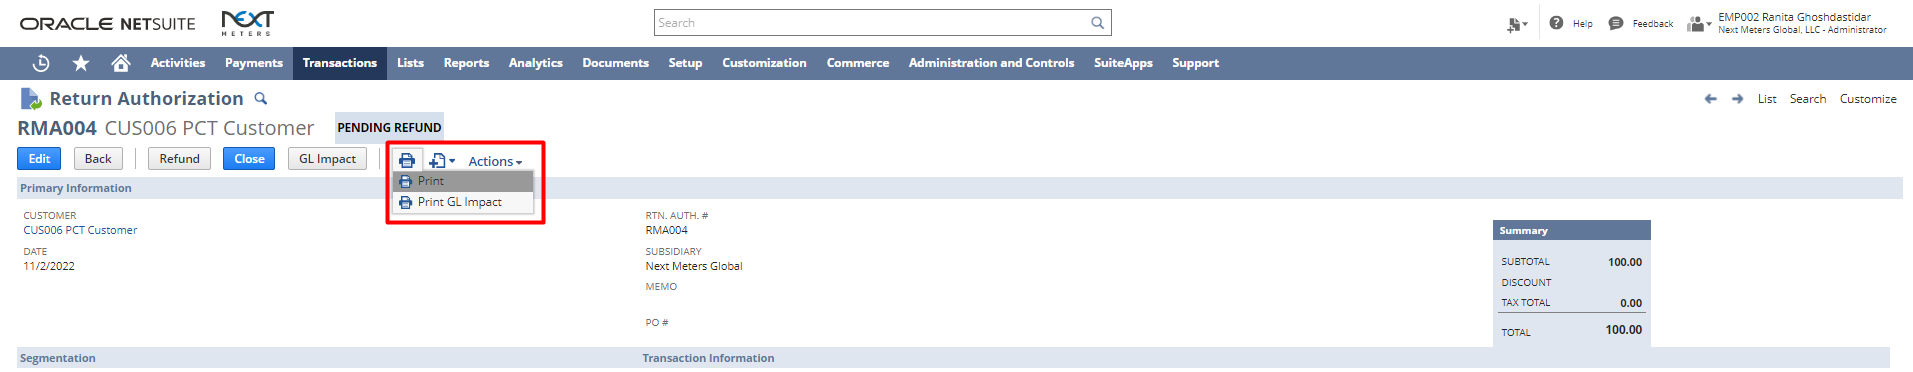 ORACLE NETSUITE
NEXT
METERS
Search
Help
Feedback
EMP002 Ranita Ghoshdastidar
Next Meters Global, LLC - Administrator
Activities Payments Transactions Lists Reports Analytics Documents Setup Customization Commerce Administration and Controls SuiteApps Support
Return Authorization
List Search Customize
RMA004 CUS006 PCT Customer PENDING REFUND
Edit Back Refund Close GL Impact Actions
Print
Print GL Impact
Primary Information
CUSTOMER
CUS006 PCT Customer
DATE
11/2/2022
RTN. AUTH. #
RMA004
SUBSIDIARY
Next Meters Global
MEMO
PO #
Summary
SUBTOTAL 100.00
DISCOUNT
TAX TOTAL 0.00
TOTAL 100.00
Segmentation
Transaction Information